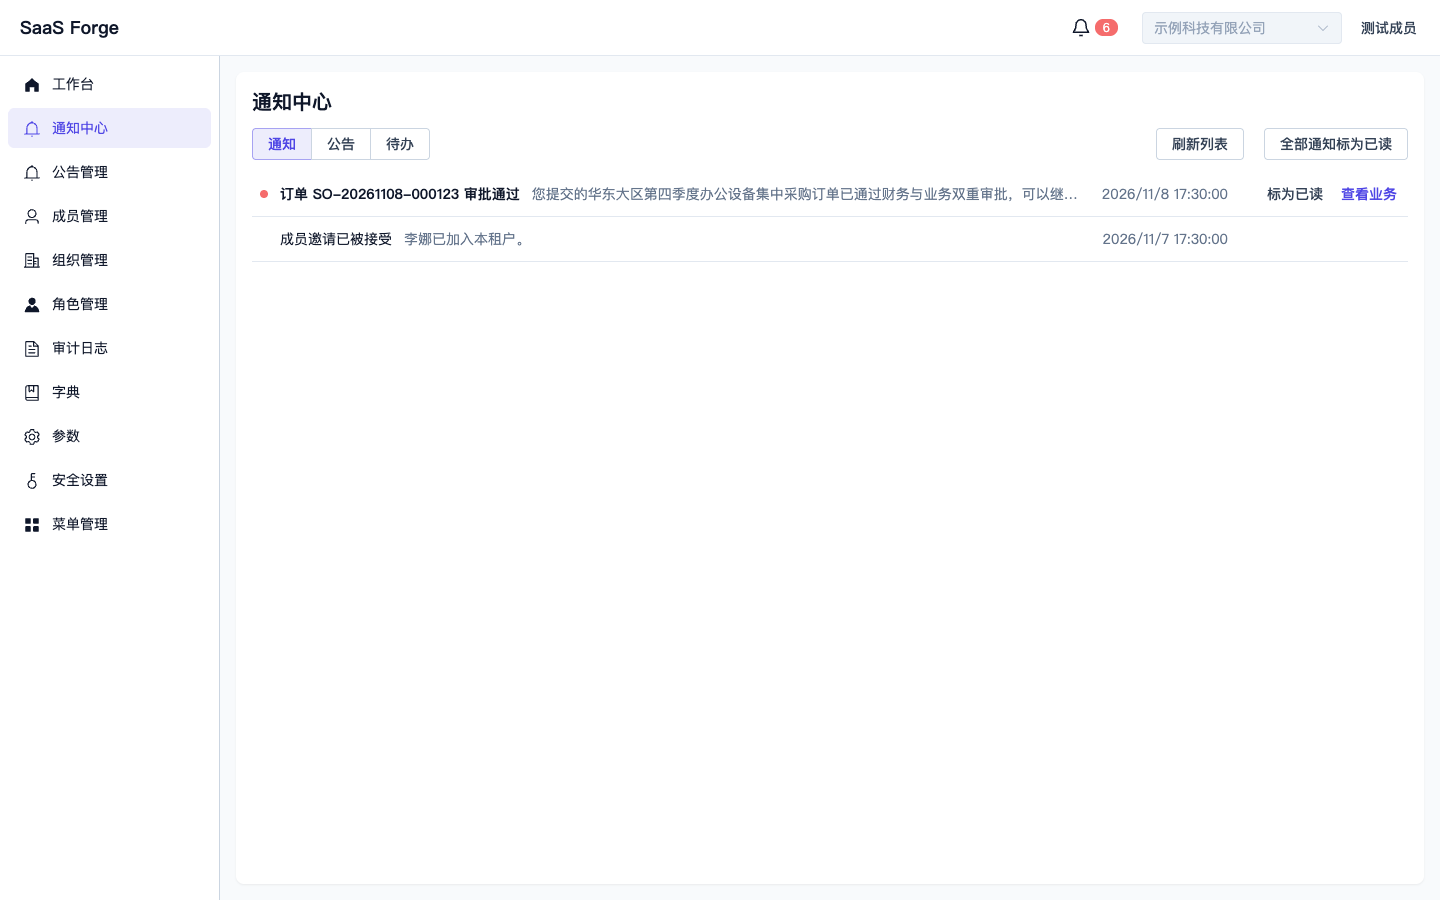 SaaS Forge
6
示例科技有限公司
测试成员
工作台
通知中心
公告管理
成员管理
组织管理
角色管理
审计日志
字典
参数
安全设置
菜单管理
通知中心
通知 公告 待办
刷新列表 全部通知标为已读
订单 SO-20261108-000123 审批通过 您提交的华东大区第四季度办公设备集中采购订单已通过财务与业务双重审批，可以继… 2026/11/8 17:30:00 标为已读 查看业务
成员邀请已被接受 李娜已加入本租户。 2026/11/7 17:30:00